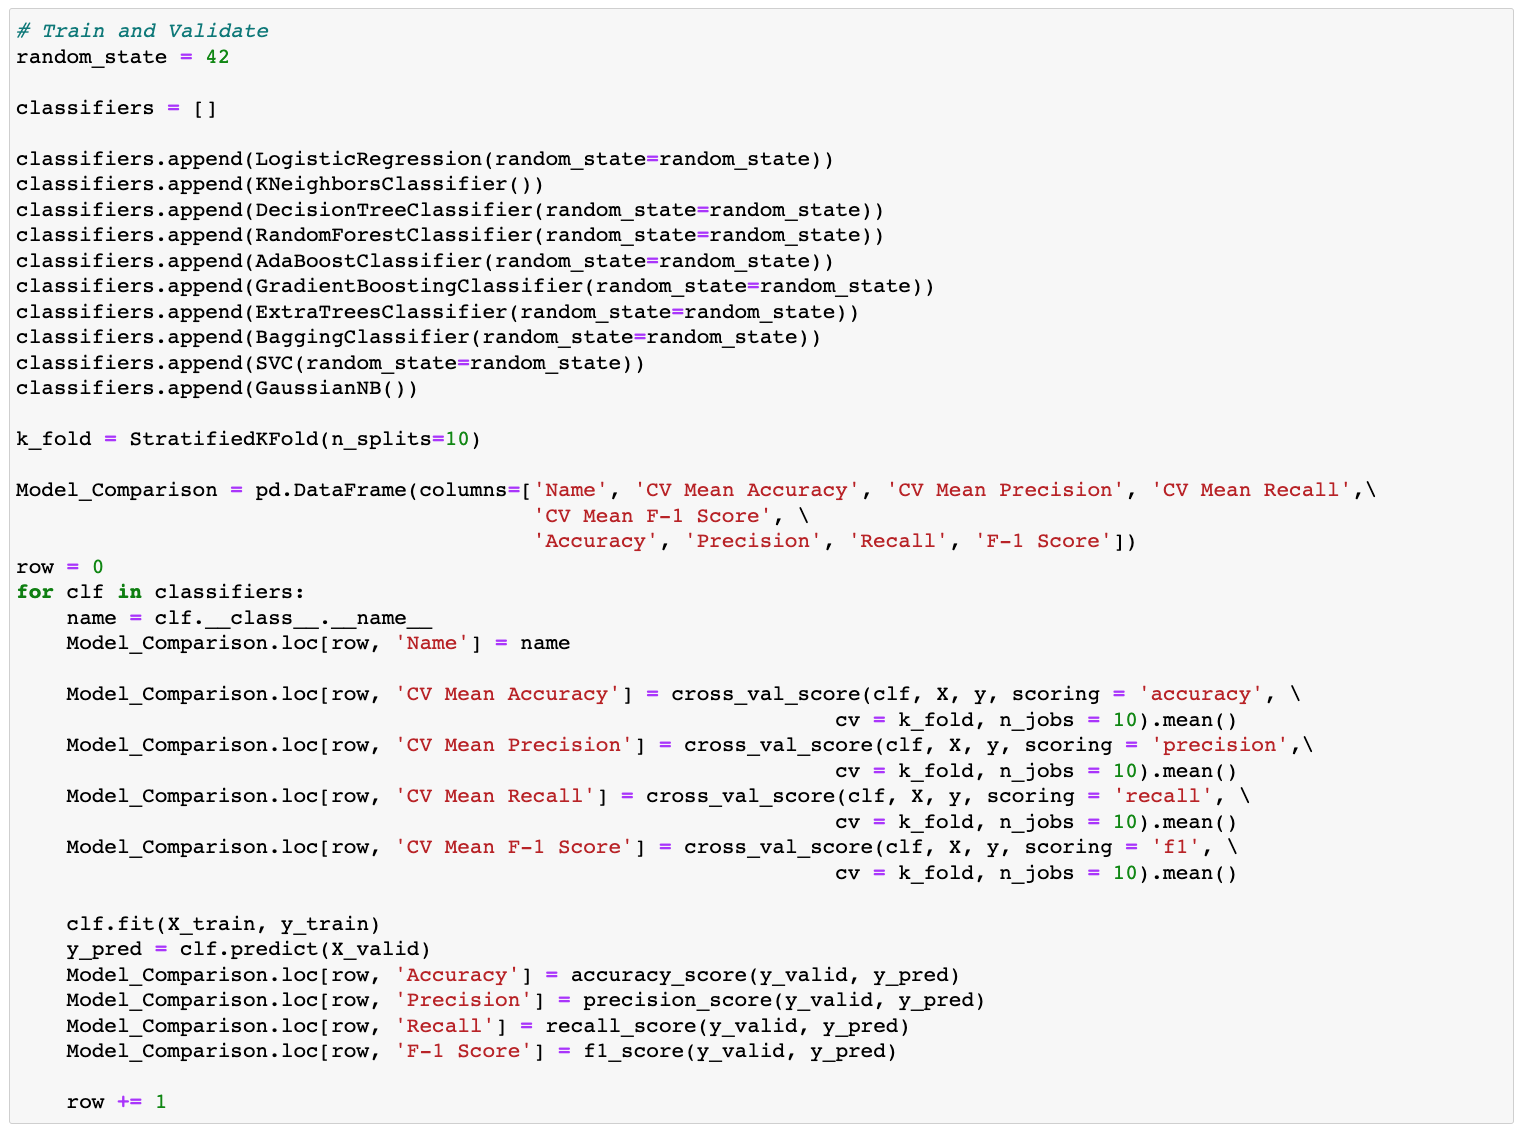 # Train and Validate
random_state = 42

classifiers = []

classifiers.append(LogisticRegression(random_state=random_state))
classifiers.append(KNeighborsClassifier())
classifiers.append(DecisionTreeClassifier(random_state=random_state))
classifiers.append(RandomForestClassifier(random_state=random_state))
classifiers.append(AdaBoostClassifier(random_state=random_state))
classifiers.append(GradientBoostingClassifier(random_state=random_state))
classifiers.append(ExtraTreesClassifier(random_state=random_state))
classifiers.append(BaggingClassifier(random_state=random_state))
classifiers.append(SVC(random_state=random_state))
classifiers.append(GaussianNB())

k_fold = StratifiedKFold(n_splits=10)

Model_Comparison = pd.DataFrame(columns=['Name', 'CV Mean Accuracy', 'CV Mean Precision', 'CV Mean Recall',\
                                         'CV Mean F-1 Score', \
                                         'Accuracy', 'Precision', 'Recall', 'F-1 Score'])
row = 0
for clf in classifiers:
    name = clf.__class__.__name__
    Model_Comparison.loc[row, 'Name'] = name

    Model_Comparison.loc[row, 'CV Mean Accuracy'] = cross_val_score(clf, X, y, scoring = 'accuracy', \
                                                                 cv = k_fold, n_jobs = 10).mean()
    Model_Comparison.loc[row, 'CV Mean Precision'] = cross_val_score(clf, X, y, scoring = 'precision',\
                                                                 cv = k_fold, n_jobs = 10).mean()
    Model_Comparison.loc[row, 'CV Mean Recall'] = cross_val_score(clf, X, y, scoring = 'recall', \
                                                                 cv = k_fold, n_jobs = 10).mean()
    Model_Comparison.loc[row, 'CV Mean F-1 Score'] = cross_val_score(clf, X, y, scoring = 'f1', \
                                                                 cv = k_fold, n_jobs = 10).mean()

    clf.fit(X_train, y_train)
    y_pred = clf.predict(X_valid)
    Model_Comparison.loc[row, 'Accuracy'] = accuracy_score(y_valid, y_pred)
    Model_Comparison.loc[row, 'Precision'] = precision_score(y_valid, y_pred)
    Model_Comparison.loc[row, 'Recall'] = recall_score(y_valid, y_pred)
    Model_Comparison.loc[row, 'F-1 Score'] = f1_score(y_valid, y_pred)

    row += 1